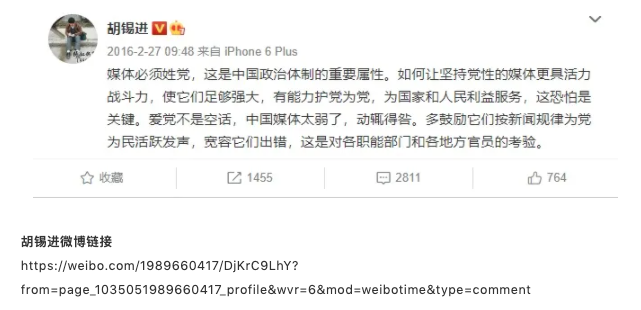 胡锡进
2016-2-27 09:48 来自 iPhone 6 Plus
媒体必须姓党，这是中国政治体制的重要属性。如何让坚持党性的媒体更具活力
战斗力，使它们足够强大，有能力护党为党，为国家和人民利益服务，这恐怕是
关键。爱党不是空话，中国媒体太弱了，动辄得咎。多鼓励它们按新闻规律为党
为民活跃发声，宽容它们出错，这是对各职能部门和各地方官员的考验。
收藏 1455 2811 764
胡锡进微博链接
https://weibo.com/1989660417/DjKrC9LhY?
from=page_1035051989660417_profile&wvr=6&mod=weibotime&type=comment